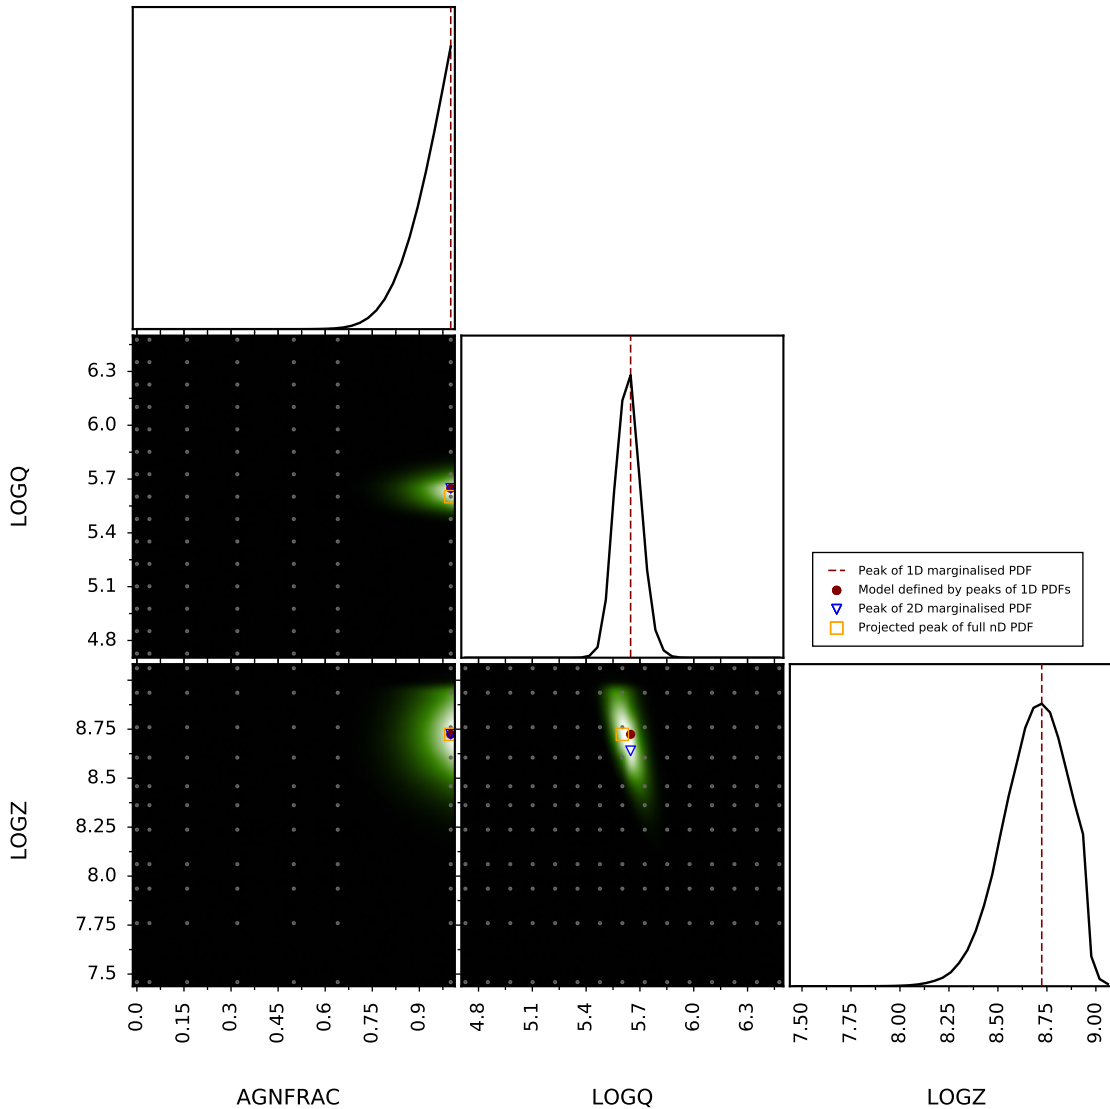 LOGQ
6.3
6.0
5.7
5.4
5.1
4.8
Peak of 1D marginalised PDF
Model defined by peaks of 1D PDFs
Peak of 2D marginalised PDF
Projected peak of full nD PDF
LOGZ
8.75
8.5
8.25
8.0
7.75
7.5
0.0 0.15 0.3 0.45 0.6 0.75 0.9 4.8 5.1 5.4 5.7 6.0 6.3 7.50 7.75 8.00 8.25 8.50 8.75 9.00
AGNFRAC LOGQ LOGZ